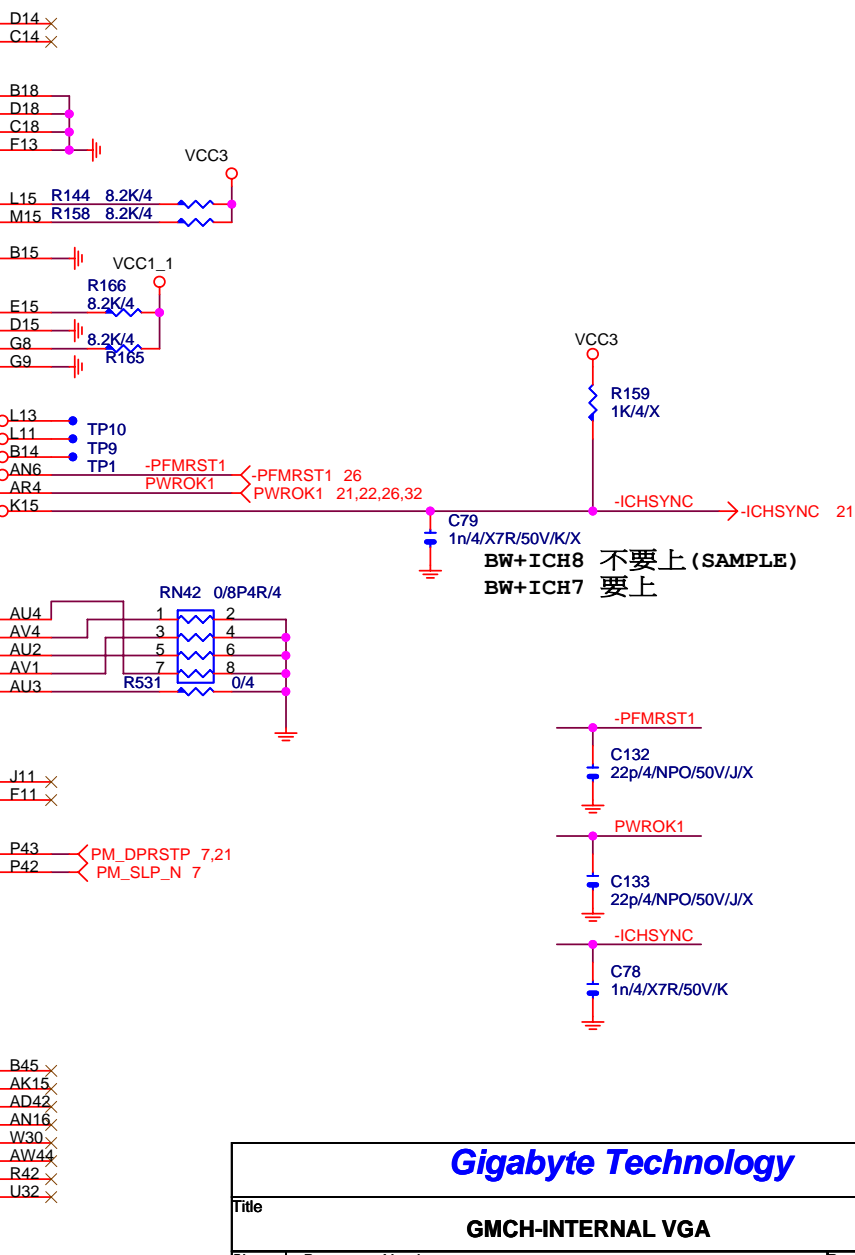 D14
C14
B18
D18
C18
F13
VCC3
L15 R144 8.2K/4
M15 R158 8.2K/4
B15
VCC1_1
R166
E15 8.2K/4
D15
G8 8.2K/4
R165
G9
VCC3
R159
1K/4/X
L13
TP10
L11
TP9
B14
TP1
AN6 -PFMRST1 -PFMRST1 26
AR4 PWROK1 PWROK1 21,22,26,32
K15 -ICHSYNC -ICHSYNC 21
C79
1n/4/X7R/50V/K/X
BW+ICH8 不要上(SAMPLE)
BW+ICH7 要上
RN42 0/8P4R/4
AU4 1 2
AV4 3 4
AU2 5 6
AV1 7 8
AU3 R531 0/4
-PFMRST1
C132
22p/4/NPO/50V/J/X
J11
F11
PWROK1
P43 PM_DPRSTP 7,21
P42 PM_SLP_N 7
C133
22p/4/NPO/50V/J/X
-ICHSYNC
C78
1n/4/X7R/50V/K
B45
AK15
AD42
AN16
W30
AW44
R42
U32
Gigabyte Technology
Title
GMCH-INTERNAL VGA